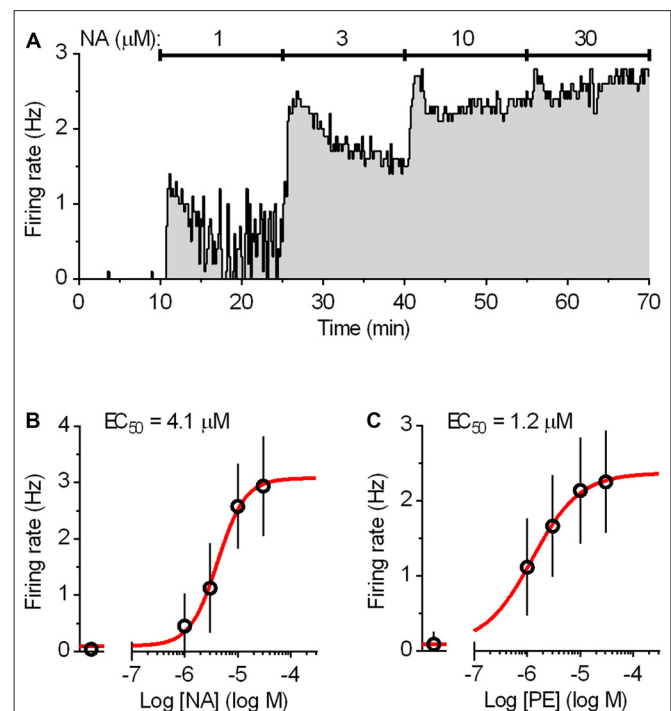 A NA (μM): 1 3 10 30
3
2
1
0
Firing rate (Hz)
0 10 20 30 40 50 60 70
Time (min)
B EC₅₀ = 4.1 μM
4
3
2
1
0
Firing rate (Hz)
-7 -6 -5 -4
Log [NA] (log M)
C EC₅₀ = 1.2 μM
3
2
1
0
Firing rate (Hz)
-7 -6 -5 -4
Log [PE] (log M)